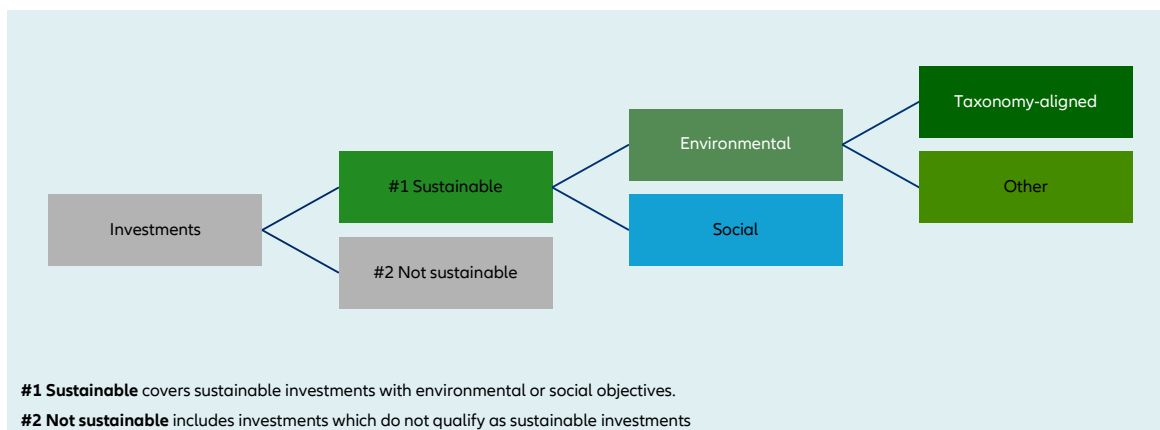 Taxonomy-aligned
Environmental
#1 Sustainable
Other
Investments
Social
#2 Not sustainable
#1 Sustainable covers sustainable investments with environmental or social objectives.
#2 Not sustainable includes investments which do not qualify as sustainable investments